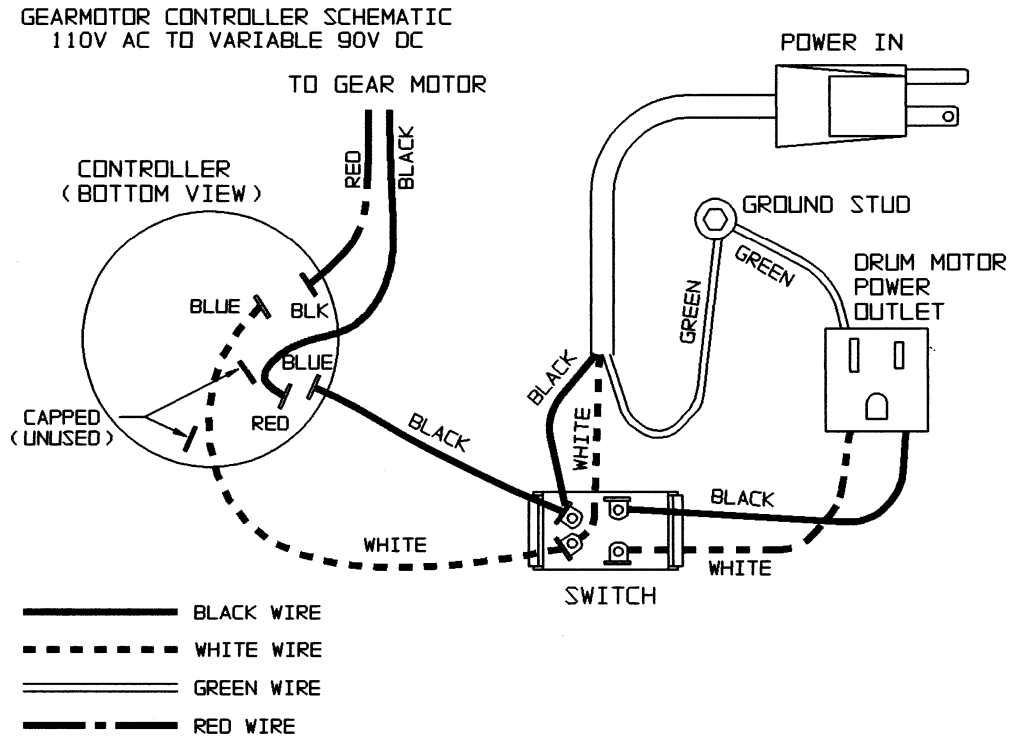 GEARMOTOR CONTROLLER SCHEMATIC
110V AC TO VARIABLE 90V DC
POWER IN
TO GEAR MOTOR
RED
BLACK
CONTROLLER
(BOTTOM VIEW)
GROUND STUD
GREEN
GREEN
DRUM MOTOR
POWER
OUTLET
BLUE
BLK
BLUE
RED
CAPPED
(UNUSED)
BLACK
BLACK
WHITE
BLACK
WHITE
WHITE
SWITCH
BLACK WIRE
WHITE WIRE
GREEN WIRE
RED WIRE